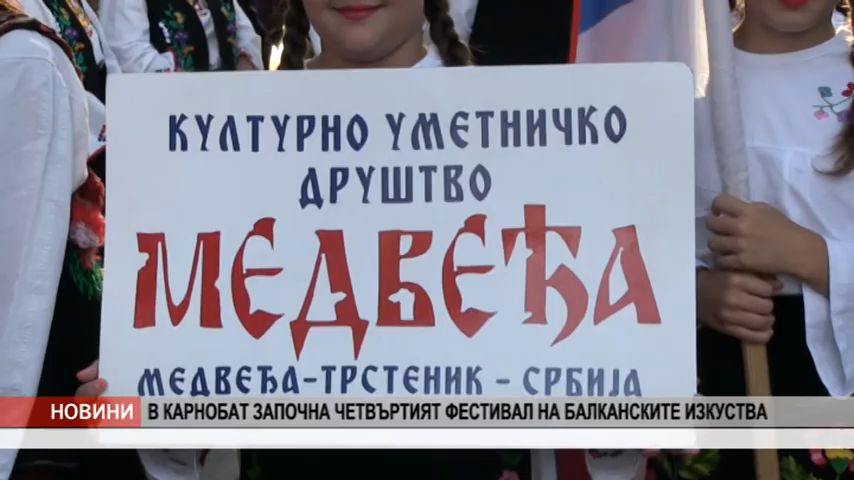 КУЛТУРНО УМЕТНИЧКО
ДРУШТВО
МЕДВЕЂА
МЕДВЕЂА-ТРСТЕНИК - СРБИЈА
НОВИНИ В КАРНОБАТ ЗАПОЧНА ЧЕТВЪРТИЯТ ФЕСТИВАЛ НА БАЛКАНСКИТЕ ИЗКУСТВА